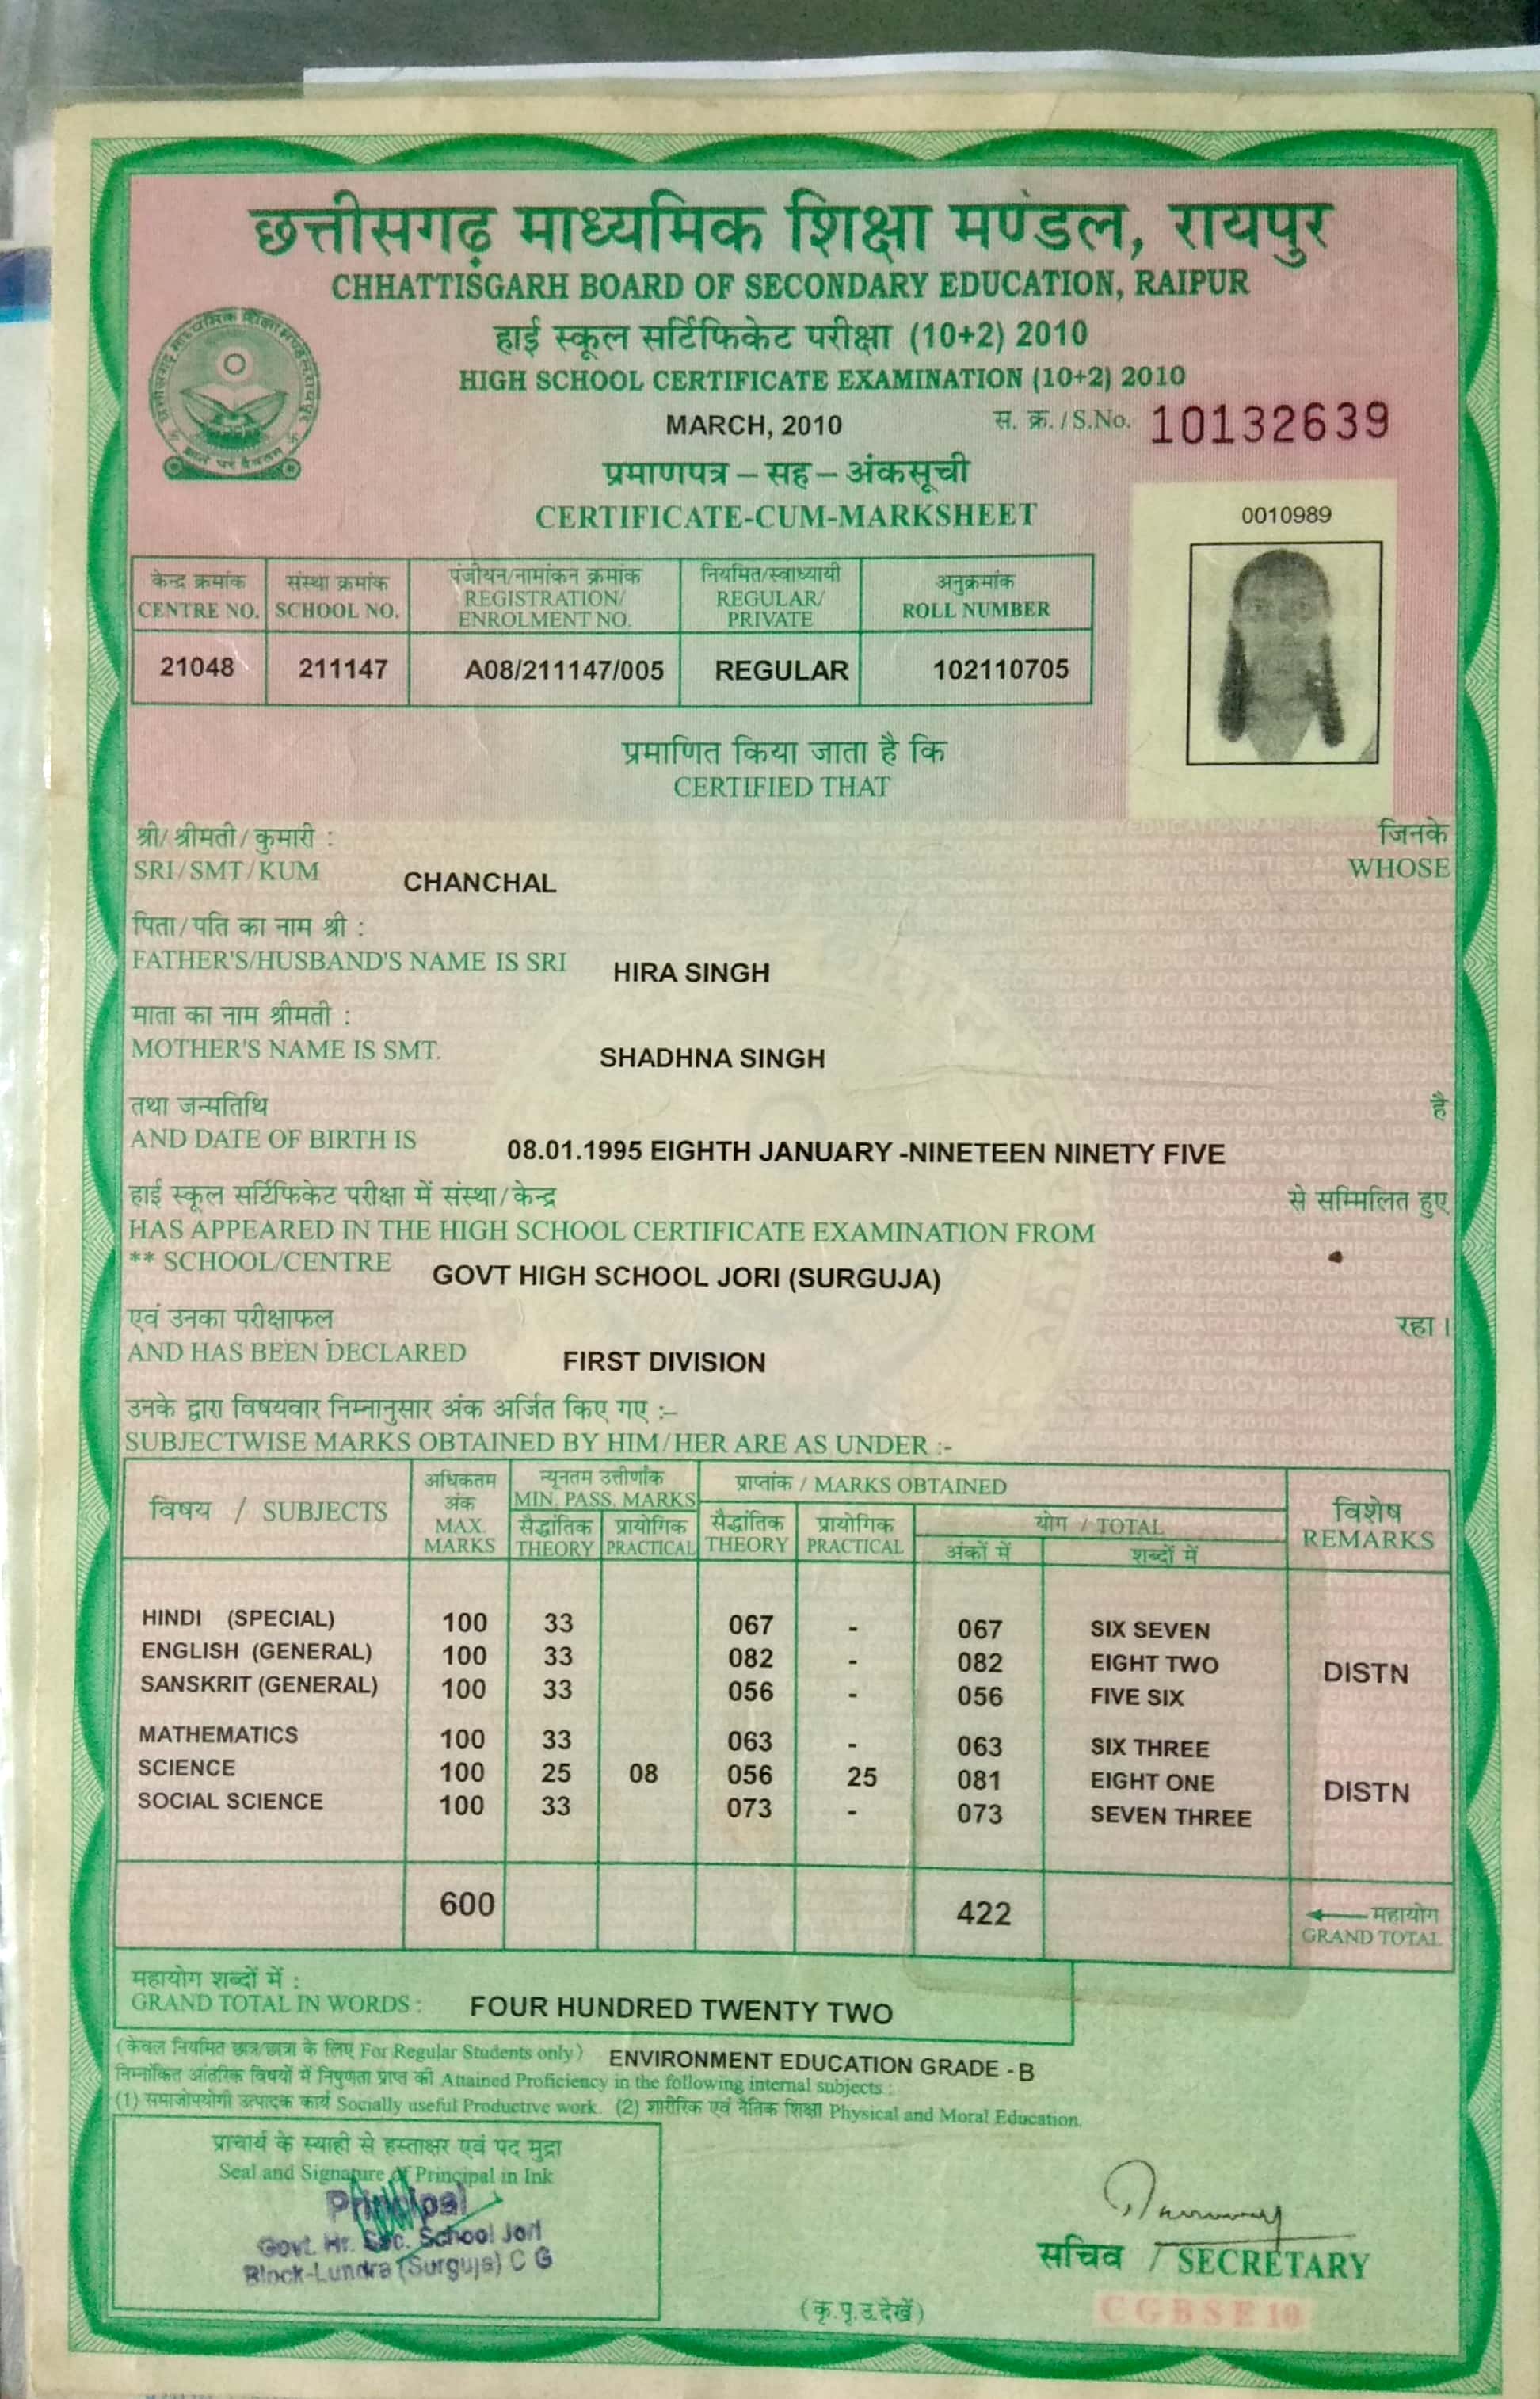 छत्तीसगढ़ माध्यमिक शिक्षा मण्डल, रायपुर
CHHATTISGARH BOARD OF SECONDARY EDUCATION, RAIPUR
हाई स्कूल सर्टिफिकेट परीक्षा (10+2) 2010
HIGH SCHOOL CERTIFICATE EXAMINATION (10+2) 2010
MARCH, 2010 स. क्र. / S.No. 10132639
प्रमाणपत्र – सह – अंकसूची
CERTIFICATE-CUM-MARKSHEET
0010989
केन्द्र क्रमांक संस्था क्रमांक पंजीयन/नामांकन क्रमांक नियमित/स्वाध्यायी अनुक्रमांक
CENTRE NO. SCHOOL NO. REGISTRATION/ ENROLMENT NO. REGULAR/ PRIVATE ROLL NUMBER
21048 211147 A08/211147/005 REGULAR 102110705
प्रमाणित किया जाता है कि
CERTIFIED THAT
श्री/ श्रीमती / कुमारी : जिनके
SRI/SMT/KUM CHANCHAL WHOSE
पिता/पति का नाम श्री :
FATHER'S/HUSBAND'S NAME IS SRI HIRA SINGH
माता का नाम श्रीमती :
MOTHER'S NAME IS SMT. SHADHNA SINGH
तथा जन्मतिथि है
AND DATE OF BIRTH IS 08.01.1995 EIGHTH JANUARY -NINETEEN NINETY FIVE
हाई स्कूल सर्टिफिकेट परीक्षा में संस्था/केन्द्र से सम्मिलित हुए
HAS APPEARED IN THE HIGH SCHOOL CERTIFICATE EXAMINATION FROM
** SCHOOL/CENTRE GOVT HIGH SCHOOL JORI (SURGUJA)
एवं उनका परीक्षाफल रहा।
AND HAS BEEN DECLARED FIRST DIVISION
उनके द्वारा विषयवार निम्नानुसार अंक अर्जित किए गए :–
SUBJECTWISE MARKS OBTAINED BY HIM/HER ARE AS UNDER :-
विषय / SUBJECTS अधिकतम अंक MAX. MARKS न्यूनतम उत्तीर्णांक MIN. PASS. MARKS प्राप्तांक / MARKS OBTAINED विशेष REMARKS
सैद्धांतिक THEORY प्रायोगिक PRACTICAL सैद्धांतिक THEORY प्रायोगिक PRACTICAL योग / TOTAL
अंकों में शब्दों में
HINDI (SPECIAL) 100 33 067 - 067 SIX SEVEN
ENGLISH (GENERAL) 100 33 082 - 082 EIGHT TWO DISTN
SANSKRIT (GENERAL) 100 33 056 - 056 FIVE SIX
MATHEMATICS 100 33 063 - 063 SIX THREE
SCIENCE 100 25 08 056 25 081 EIGHT ONE DISTN
SOCIAL SCIENCE 100 33 073 - 073 SEVEN THREE
600 422 महायोग
GRAND TOTAL
महायोग शब्दों में :
GRAND TOTAL IN WORDS : FOUR HUNDRED TWENTY TWO
(केवल नियमित छात्र/छात्रा के लिए For Regular Students only) ENVIRONMENT EDUCATION GRADE - B
निम्नांकित आंतरिक विषयों में निपुणता प्राप्त की Attained Proficiency in the following internal subjects :
(1) समाजोपयोगी उत्पादक कार्य Socially useful Productive work. (2) शारीरिक एवं नैतिक शिक्षा Physical and Moral Education.
प्राचार्य के स्याही से हस्ताक्षर एवं पद मुद्रा
Seal and Signature of Principal in Ink
Principal
Govt. Hr. Sec. School Jori
Block-Lundra (Surguja) C G
सचिव / SECRETARY
(कृ.पृ.उ.देखें)
CGBSE 10